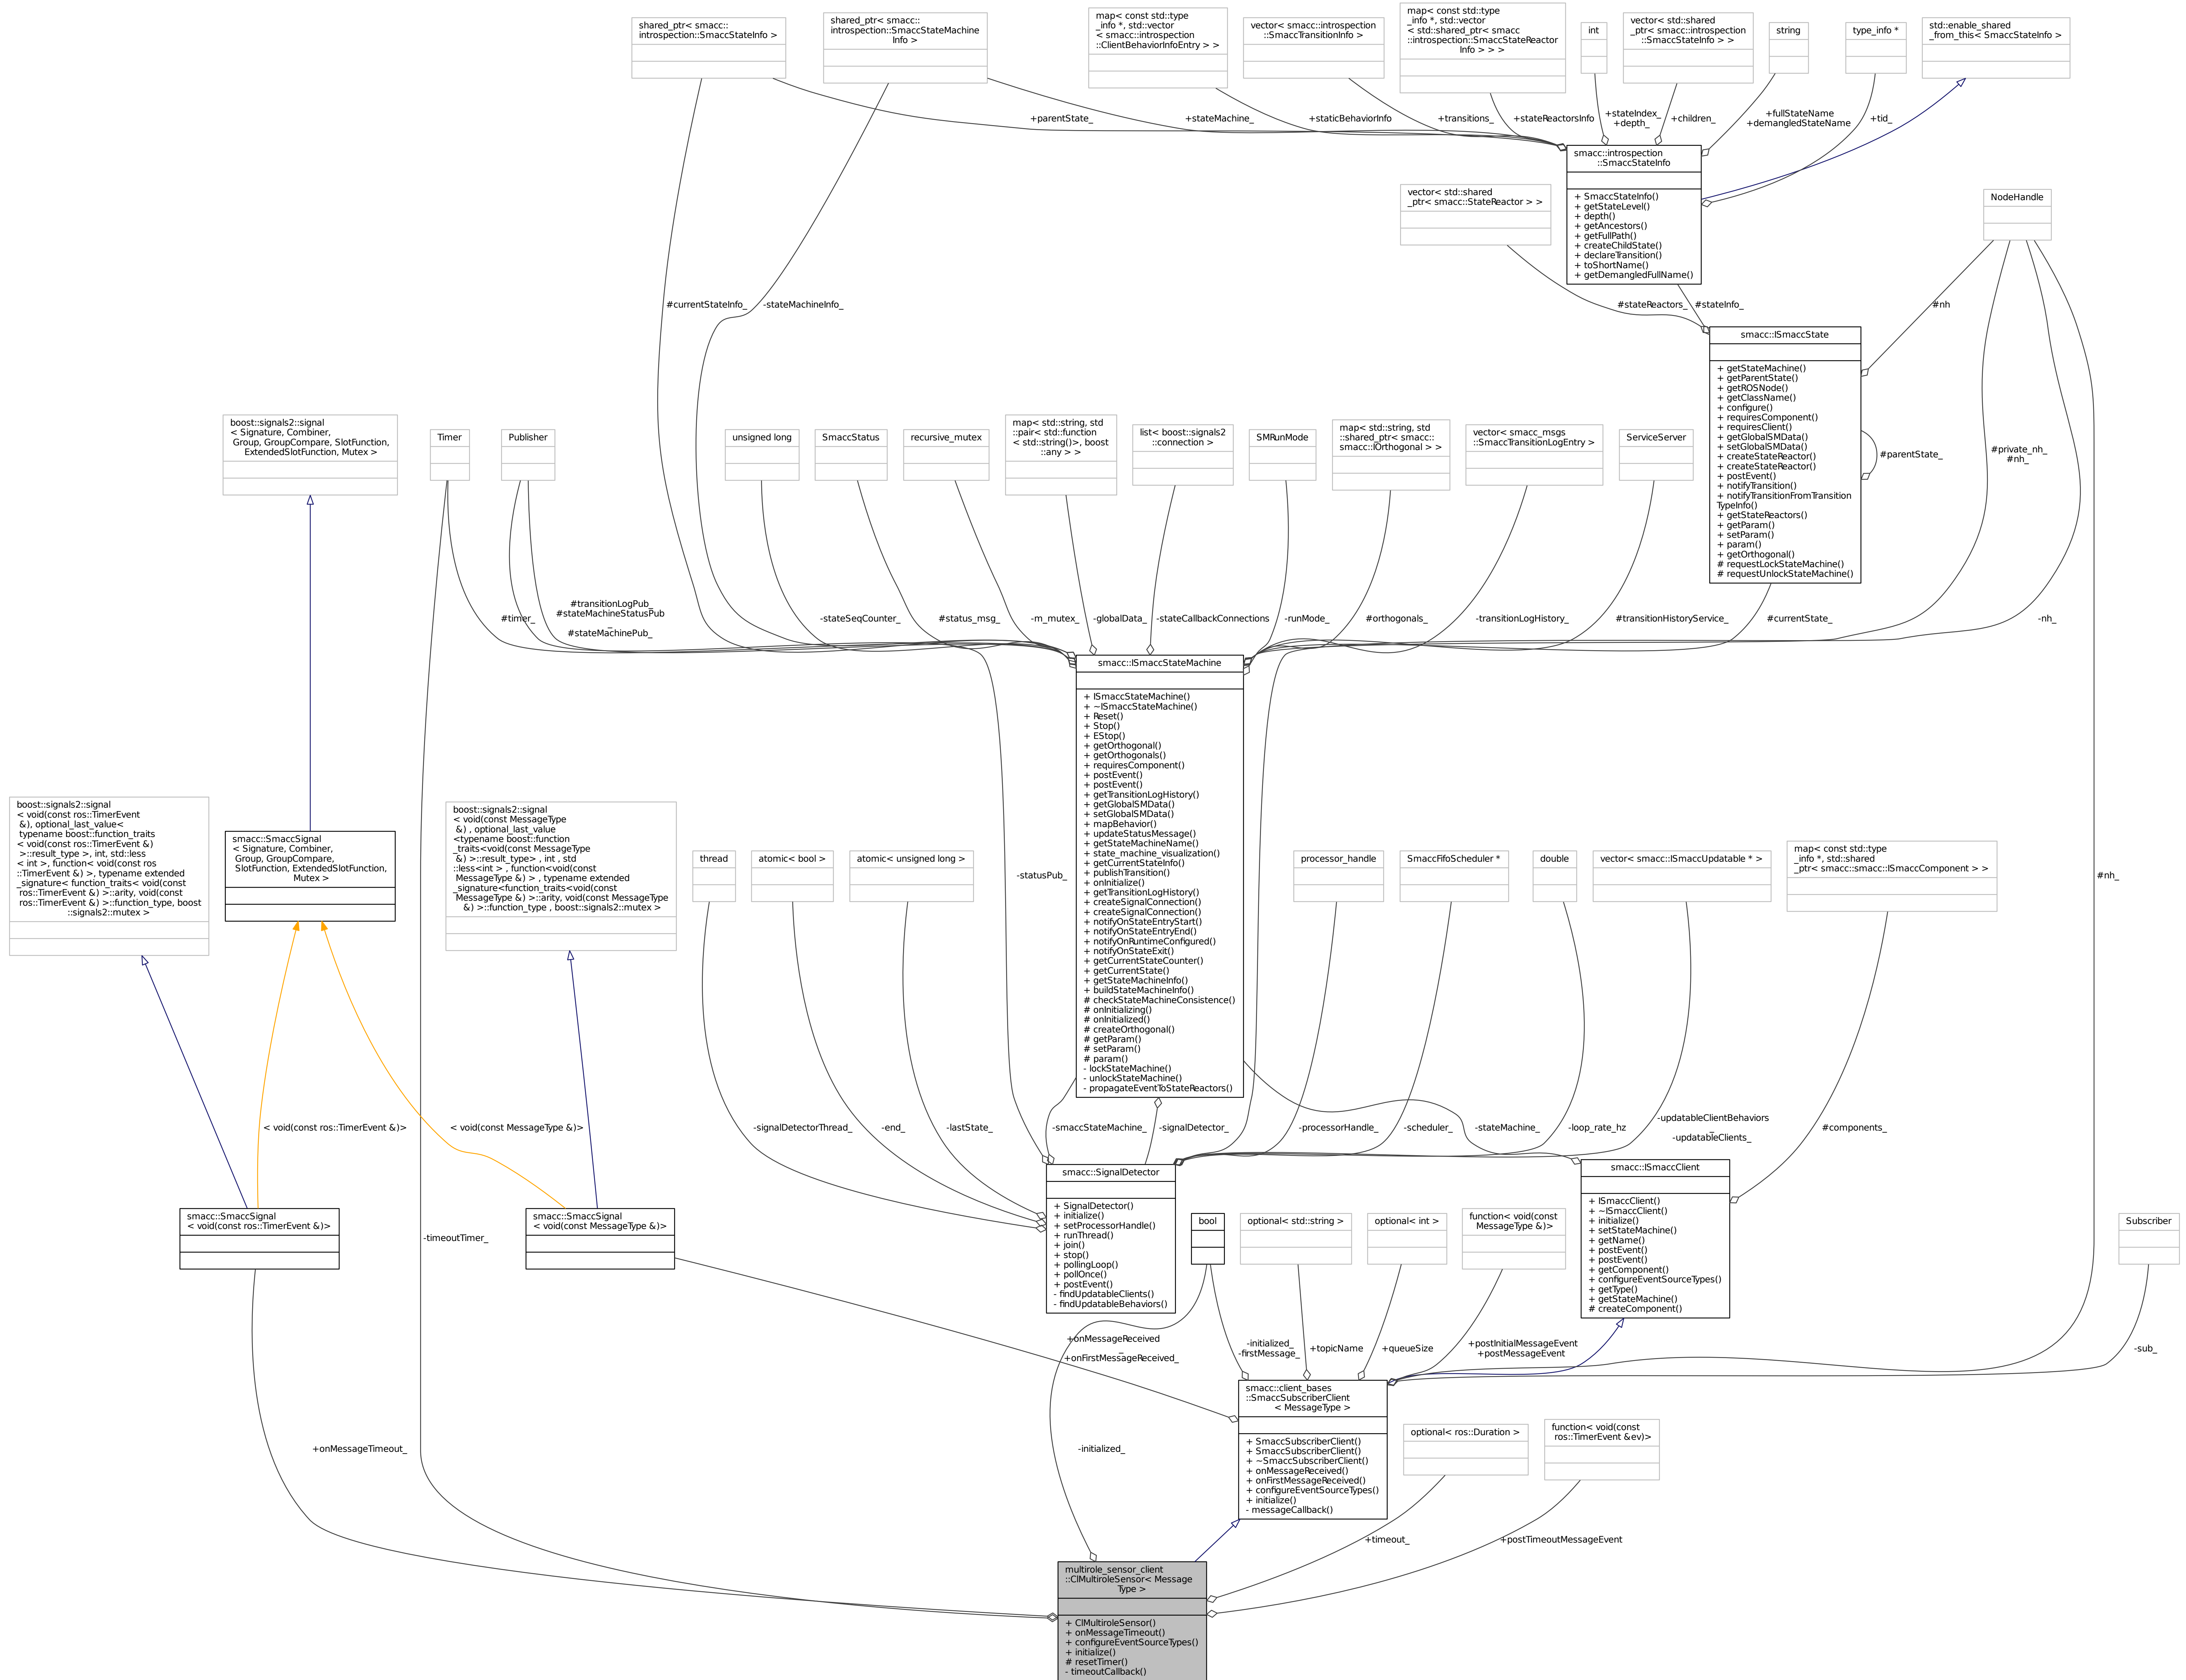 shared_ptr< smacc::
introspection::SmaccStateInfo >
shared_ptr< smacc::
introspection::SmaccStateMachine
Info >
map< const std::type
_info *, std::vector
< smacc::introspection
::ClientBehaviorInfoEntry > >
vector< smacc::introspection
::SmaccTransitionInfo >
map< const std::type
_info *, std::vector
< std::shared_ptr< smacc
::introspection::SmaccStateReactor
Info > > >
int
vector< std::shared
_ptr< smacc::introspection
::SmaccStateInfo > >
string
type_info *
std::enable_shared
_from_this< SmaccStateInfo >
+parentState_
+stateMachine_
+staticBehaviorInfo
+transitions_
+stateReactorsInfo
+stateIndex_
+depth_
+children_
+fullStateName
+demangledStateName
+tid_
smacc::introspection
::SmaccStateInfo
+ SmaccStateInfo()
+ getStateLevel()
+ depth()
+ getAncestors()
+ getFullPath()
+ createChildState()
+ declareTransition()
+ toShortName()
+ getDemangledFullName()
vector< std::shared
_ptr< smacc::StateReactor > >
NodeHandle
#currentStateInfo_
-stateMachineInfo_
#stateReactors_
#stateInfo_
#nh
smacc::ISmaccState
+ getStateMachine()
+ getParentState()
+ getROSNode()
+ getClassName()
+ configure()
+ requiresComponent()
+ requiresClient()
+ getGlobalSMData()
+ setGlobalSMData()
+ createStateReactor()
+ createStateReactor()
+ postEvent()
+ notifyTransition()
+ notifyTransitionFromTransition
TypeInfo()
+ getStateReactors()
+ getParam()
+ setParam()
+ param()
+ getOrthogonal()
# requestLockStateMachine()
# requestUnlockStateMachine()
#parentState_
#private_nh_
#nh_
boost::signals2::signal
< Signature, Combiner,
Group, GroupCompare, SlotFunction,
ExtendedSlotFunction, Mutex >
Timer
Publisher
unsigned long
SmaccStatus
recursive_mutex
map< std::string, std
::pair< std::function
< std::string()>, boost
::any > >
list< boost::signals2
::connection >
SMRunMode
map< std::string, std
::shared_ptr< smacc::
smacc::IOrthogonal > >
vector< smacc_msgs
::SmaccTransitionLogEntry >
ServiceServer
#timer_
#transitionLogPub_
#stateMachineStatusPub
_
#stateMachinePub_
-stateSeqCounter_
#status_msg_
-m_mutex_
-globalData_
-stateCallbackConnections
-runMode_
#orthogonals_
-transitionLogHistory_
#transitionHistoryService_
#currentState_
-nh_
smacc::ISmaccStateMachine
+ ISmaccStateMachine()
+ ~ISmaccStateMachine()
+ Reset()
+ Stop()
+ EStop()
+ getOrthogonal()
+ getOrthogonals()
+ requiresComponent()
+ postEvent()
+ postEvent()
+ getTransitionLogHistory()
+ getGlobalSMData()
+ setGlobalSMData()
+ mapBehavior()
+ updateStatusMessage()
+ getStateMachineName()
+ state_machine_visualization()
+ getCurrentStateInfo()
+ publishTransition()
+ onInitialize()
+ getTransitionLogHistory()
+ createSignalConnection()
+ createSignalConnection()
+ notifyOnStateEntryStart()
+ notifyOnStateEntryEnd()
+ notifyOnRuntimeConfigured()
+ notifyOnStateExit()
+ getCurrentStateCounter()
+ getCurrentState()
+ getStateMachineInfo()
+ buildStateMachineInfo()
# checkStateMachineConsistence()
# onInitializing()
# onInitialized()
# createOrthogonal()
# getParam()
# setParam()
# param()
- lockStateMachine()
- unlockStateMachine()
- propagateEventToStateReactors()
boost::signals2::signal
< void(const ros::TimerEvent
&), optional_last_value<
typename boost::function_traits
< void(const ros::TimerEvent &)
>::result_type >, int, std::less
< int >, function< void(const ros
::TimerEvent &) >, typename extended
_signature< function_traits< void(const
ros::TimerEvent &) >::arity, void(const
ros::TimerEvent &) >::function_type, boost
::signals2::mutex >
smacc::SmaccSignal
< Signature, Combiner,
Group, GroupCompare,
SlotFunction, ExtendedSlotFunction,
Mutex >
boost::signals2::signal
< void(const MessageType
&) , optional_last_value
<typename boost::function
_traits<void(const MessageType
&) >::result_type> , int , std
::less<int > , function<void(const
MessageType &) > , typename extended
_signature<function_traits<void(const
MessageType &) >::arity, void(const MessageType
&) >::function_type , boost::signals2::mutex >
thread
atomic< bool >
atomic< unsigned long >
-statusPub_
processor_handle
SmaccFifoScheduler *
double
vector< smacc::ISmaccUpdatable * >
map< const std::type
_info *, std::shared
_ptr< smacc::smacc::ISmaccComponent > >
#nh_
< void(const ros::TimerEvent &)>
< void(const MessageType &)>
-signalDetectorThread_
-end_
-lastState_
-smaccStateMachine_
-signalDetector_
-processorHandle_
-scheduler_
-stateMachine_
-loop_rate_hz
-updatableClientBehaviors
_
-updatableClients_
#components_
smacc::SmaccSignal
< void(const ros::TimerEvent &)>
-timeoutTimer_
smacc::SmaccSignal
< void(const MessageType &)>
smacc::SignalDetector
+ SignalDetector()
+ initialize()
+ setProcessorHandle()
+ runThread()
+ join()
+ stop()
+ pollingLoop()
+ pollOnce()
+ postEvent()
- findUpdatableClients()
- findUpdatableBehaviors()
bool
optional< std::string >
optional< int >
function< void(const
MessageType &)>
smacc::ISmaccClient
+ ISmaccClient()
+ ~ISmaccClient()
+ initialize()
+ setStateMachine()
+ getName()
+ postEvent()
+ postEvent()
+ getComponent()
+ configureEventSourceTypes()
+ getType()
+ getStateMachine()
# createComponent()
Subscriber
+onMessageReceived
_
+onFirstMessageReceived_
-initialized_
-firstMessage_
+topicName
+queueSize
+postInitialMessageEvent
+postMessageEvent
-sub_
smacc::client_bases
::SmaccSubscriberClient
< MessageType >
+ SmaccSubscriberClient()
+ SmaccSubscriberClient()
+ ~SmaccSubscriberClient()
+ onMessageReceived()
+ onFirstMessageReceived()
+ configureEventSourceTypes()
+ initialize()
- messageCallback()
optional< ros::Duration >
function< void(const
ros::TimerEvent &ev)>
+onMessageTimeout_
-initialized_
+timeout_
+postTimeoutMessageEvent
multirole_sensor_client
::ClMultiroleSensor< Message
Type >
+ ClMultiroleSensor()
+ onMessageTimeout()
+ configureEventSourceTypes()
+ initialize()
# resetTimer()
- timeoutCallback()